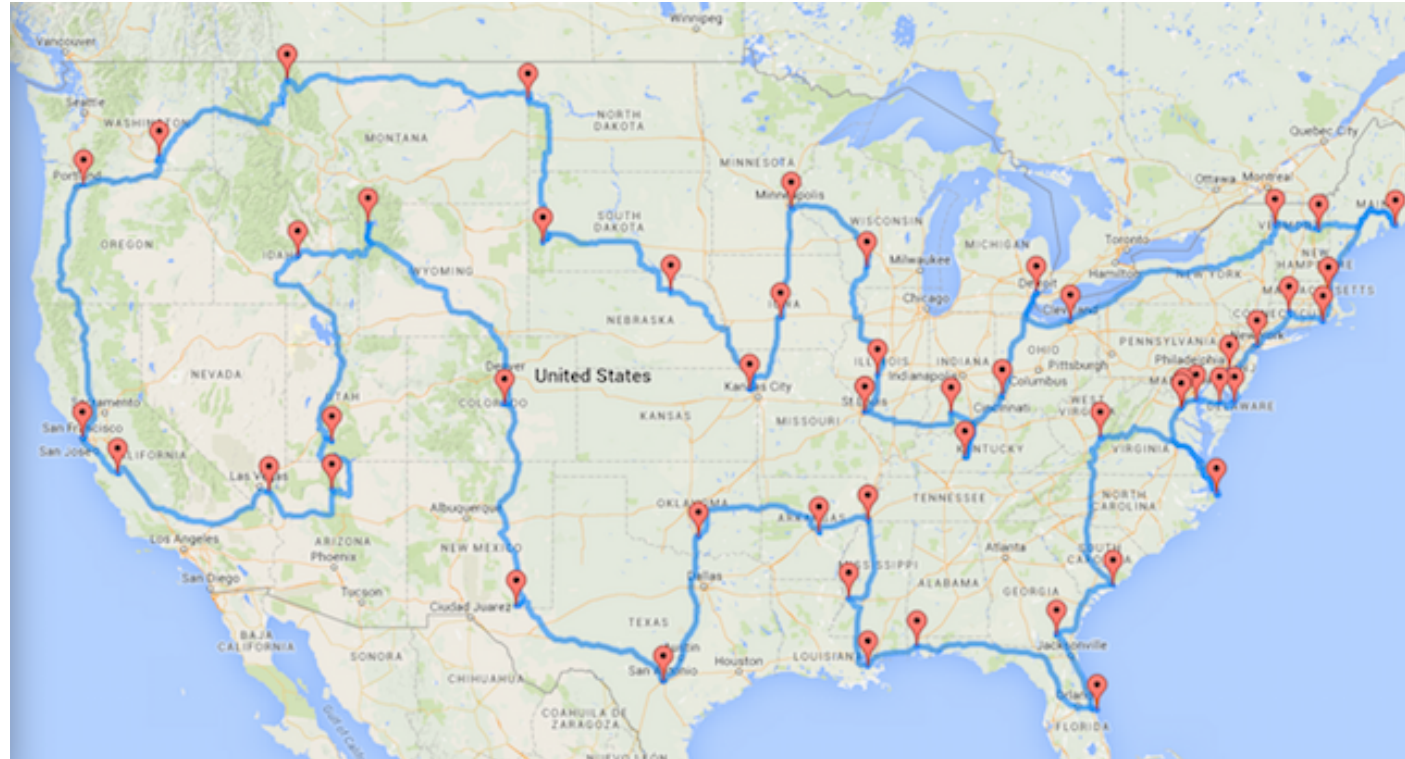 Winnipeg
Vancouver
Seattle
WASHINGTON
NORTH
DAKOTA
MONTANA
Quebec City
MINNESOTA
Ottawa
Montreal
Portland
Minneapolis
MAINE
SOUTH
DAKOTA
WISCONSIN
VERMONT
OREGON
IDAHO
MICHIGAN
Toronto
Milwaukee
Hamilton
NEW YORK
NEW
HAMPSHIRE
WYOMING
Detroit
MASSACHUSETTS
Chicago
IOWA
Cleveland
CONNECTICUT
NEBRASKA
New York
PENNSYLVANIA
OHIO
Pittsburgh
Philadelphia
NJ
ILLINOIS
INDIANA
Indianapolis
Columbus
NEVADA
Denver
United States
Kansas City
COLORADO
UTAH
St Louis
Cincinnati
WEST
VIRGINIA
DELAWARE
Sacramento
KANSAS
MISSOURI
San Francisco
San Jose
CALIFORNIA
KENTUCKY
VIRGINIA
Las Vegas
TENNESSEE
NORTH
CAROLINA
OKLAHOMA
Albuquerque
ARKANSAS
Los Angeles
ARIZONA
NEW MEXICO
Phoenix
Atlanta
SOUTH
CAROLINA
MISSISSIPPI
San Diego
Dallas
ALABAMA
GEORGIA
Tucson
Ciudad Juarez
TEXAS
BAJA
CALIFORNIA
Jacksonville
Austin
SONORA
LOUISIANA
Houston
San Antonio
CHIHUAHUA
Orlando
COAHUILA DE
ZARAGOZA
FLORIDA
NUEVO LEON